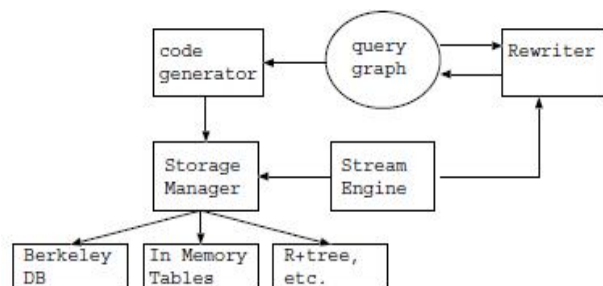 code
generator
query
graph
Rewriter
Storage
Manager
Stream
Engine
Berkeley
DB
In Memory
Tables
R+tree,
etc.